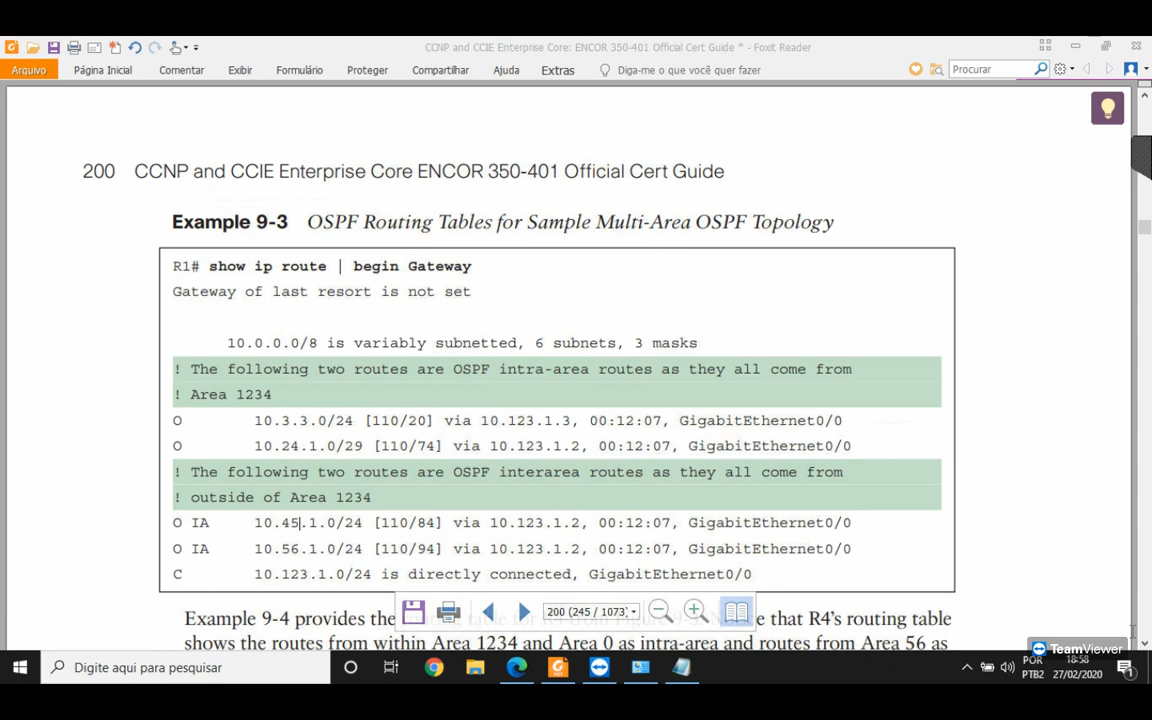 CCNP and CCIE Enterprise Core: ENCOR 350-401 Official Cert Guide * - Foxit Reader
Arquivo Página Inicial Comentar Exibir Formulário Proteger Compartilhar Ajuda Extras Diga-me o que você quer fazer Procurar
200 CCNP and CCIE Enterprise Core ENCOR 350-401 Official Cert Guide
Example 9-3 OSPF Routing Tables for Sample Multi-Area OSPF Topology
R1# show ip route | begin Gateway
Gateway of last resort is not set
10.0.0.0/8 is variably subnetted, 6 subnets, 3 masks
! The following two routes are OSPF intra-area routes as they all come from
! Area 1234
O 10.3.3.0/24 [110/20] via 10.123.1.3, 00:12:07, GigabitEthernet0/0
O 10.24.1.0/29 [110/74] via 10.123.1.2, 00:12:07, GigabitEthernet0/0
! The following two routes are OSPF interarea routes as they all come from
! outside of Area 1234
O IA 10.45.1.0/24 [110/84] via 10.123.1.2, 00:12:07, GigabitEthernet0/0
O IA 10.56.1.0/24 [110/94] via 10.123.1.2, 00:12:07, GigabitEthernet0/0
C 10.123.1.0/24 is directly connected, GigabitEthernet0/0
200 (245 / 1073)
Example 9-4 provides the that R4's routing table
shows the routes from within Area 1234 and Area 0 as intra-area and routes from Area 56 as
TeamViewer
Digite aqui para pesquisar
POR
PTB2
18:58
27/02/2020
1